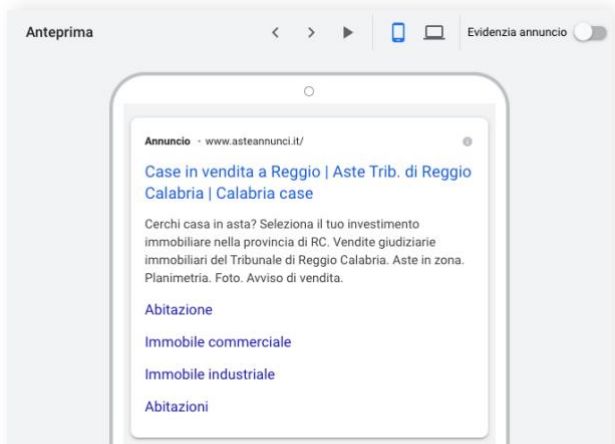 Anteprima
Evidenzia annuncio
Annuncio · www.asteannunci.it/
Case in vendita a Reggio | Aste Trib. di Reggio
Calabria | Calabria case
Cerchi casa in asta? Seleziona il tuo investimento
immobiliare nella provincia di RC. Vendite giudiziarie
immobiliari del Tribunale di Reggio Calabria. Aste in zona.
Planimetria. Foto. Avviso di vendita.
Abitazione
Immobile commerciale
Immobile industriale
Abitazioni